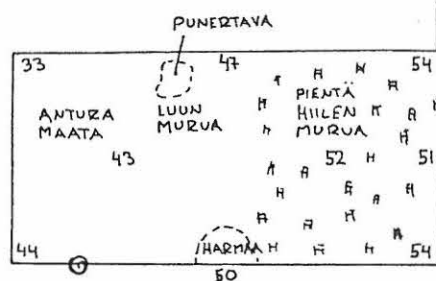 PUNERTAVA
33 47 54
ANTURA
MAATA
LUUN
MURUA
PIENTÄ
HIILEN
MURUA
43 52 51
44 HARMAA 54
50